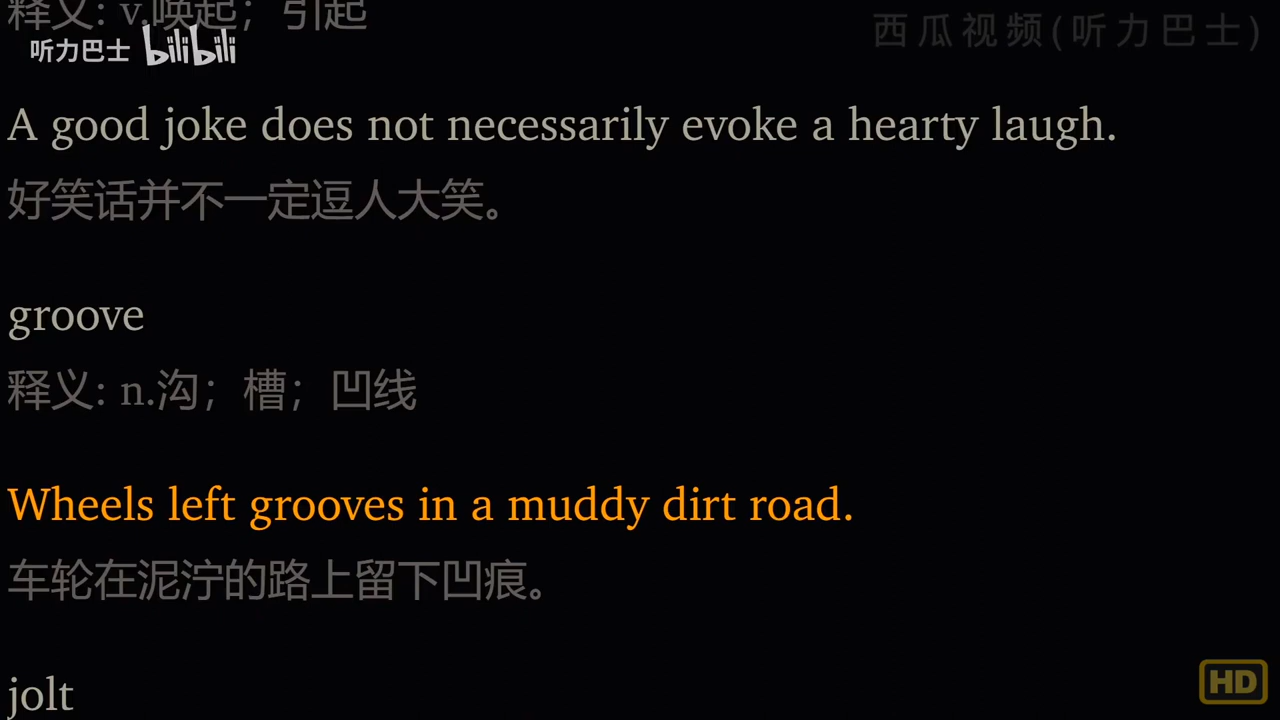 释义: v.唤起；引起
听力巴士 bilibili
西瓜视频(听力巴士)
A good joke does not necessarily evoke a hearty laugh.
好笑话并不一定逗人大笑。
groove
释义: n.沟；槽；凹线
Wheels left grooves in a muddy dirt road.
车轮在泥泞的路上留下凹痕。
jolt
HD